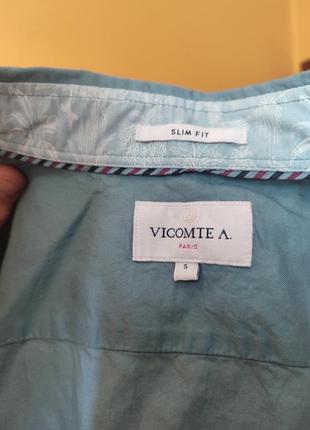 SLIM FIT
VICOMTE A.
PARIS
S